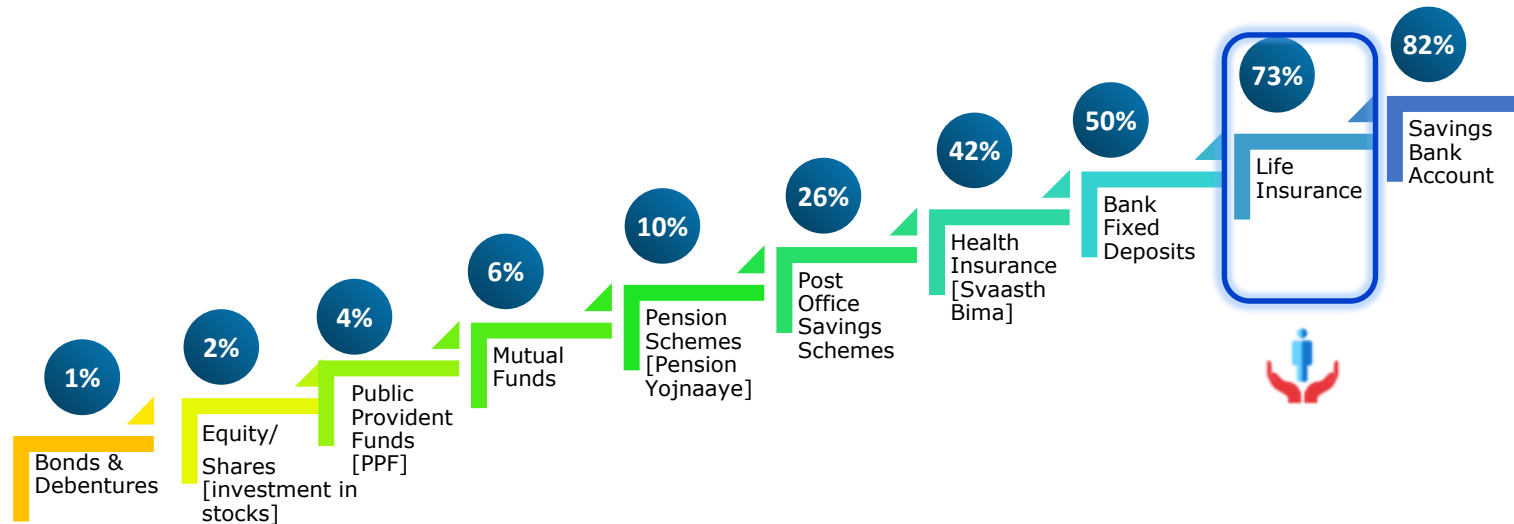 1%
Bonds &
Debentures
2%
Equity/
Shares
[investment in
stocks]
4%
Public
Provident
Funds
[PPF]
6%
Mutual
Funds
10%
Pension
Schemes
[Pension
Yojnaaye]
26%
Post
Office
Savings
Schemes
42%
Health
Insurance
[Svaasth
Bima]
50%
Bank
Fixed
Deposits
73%
Life
Insurance
82%
Savings
Bank
Account